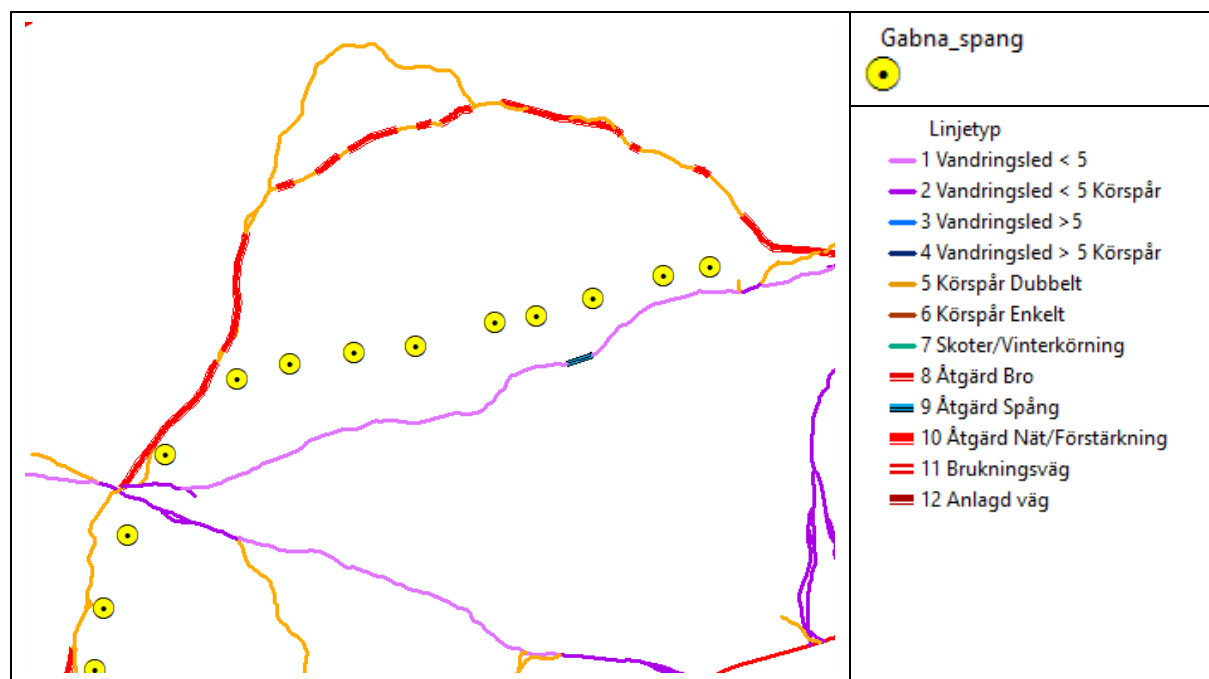 Gabna_spang
Linjetyp
1 Vandringsled < 5
2 Vandringsled < 5 Körspår
3 Vandringsled >5
4 Vandringsled > 5 Körspår
5 Körspår Dubbelt
6 Körspår Enkelt
7 Skoter/Vinterkörning
8 Åtgärd Bro
9 Åtgärd Spång
10 Åtgärd Nät/Förstärkning
11 Brukningsväg
12 Anlagd väg